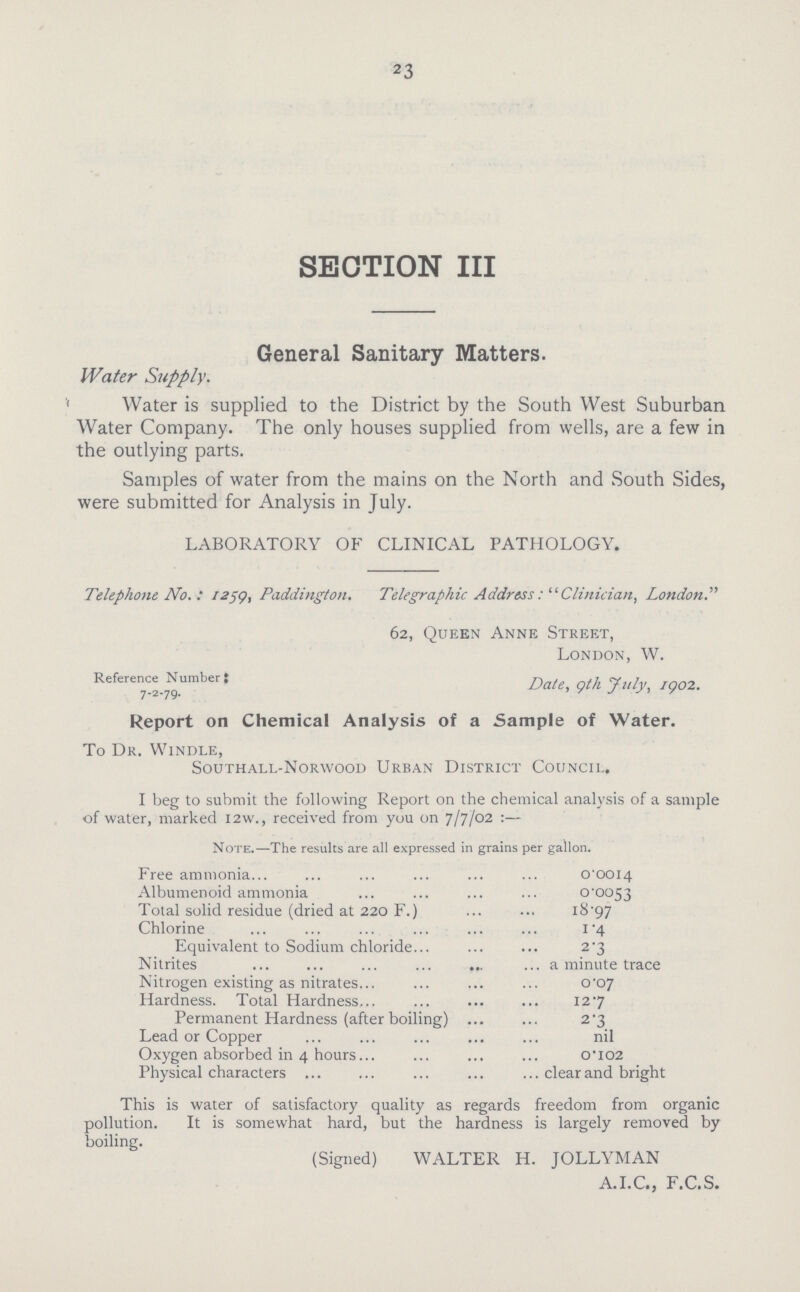 23
SECTION III
General Sanitary Matters.
Water Supply.
Water is supplied to the District by the South West Suburban
Water Company. The only houses supplied from wells, are a few in
the outlying parts.
Samples of water from the mains on the North and South Sides,
were submitted for Analysis in July.
LABORATORY OF CLINICAL PATHOLOGY.
Telephone No. : 1259, Paddington. Telegraphic Address : "Clinician, London."
62, QUEEN ANNE STREET,
LONDON, W.
Reference Number:
7-2-79.
Date, 9th July, 1902.
Report on Chemical Analysis of a Sample of Water.
To DR. WINDLE,
SOUTHALL-NORWOOD URBAN DISTRICT COUNCIL.
I beg to submit the following Report on the chemical analysis of a sample
of water, marked 12w., received from you on 7/7/02 :—
NOTE.—The results are all expressed in grains per gallon.
Free ammonia... ... ... ... ... ... 0·0014
Albumenoid ammonia ... ... ... ... 0·0053
Total solid residue (dried at 220 F.) ... ... 18·97
Chlorine ... ... ... ... ... ... 1·4
Equivalent to Sodium chloride... ... ... 2·3
Nitrites ... ... ... ... ... ... a minute trace
Nitrogen existing as nitrates... ... ... ... 0·07
Hardness. Total Hardness... ... ... ... 12·7
Permanent Hardness (after boiling) ... ... 2·3
Lead or Copper ... ... ... ... ... nil
Oxygen absorbed in 4 hours... ... ... ... 0·102
Physical characters ... ... ... ... ... clear and bright
This is water of satisfactory quality as regards freedom from organic
pollution. It is somewhat hard, but the hardness is largely removed by
boiling.
(Signed) WALTER H. JOLLYMAN
A.I.C., F.C.S.